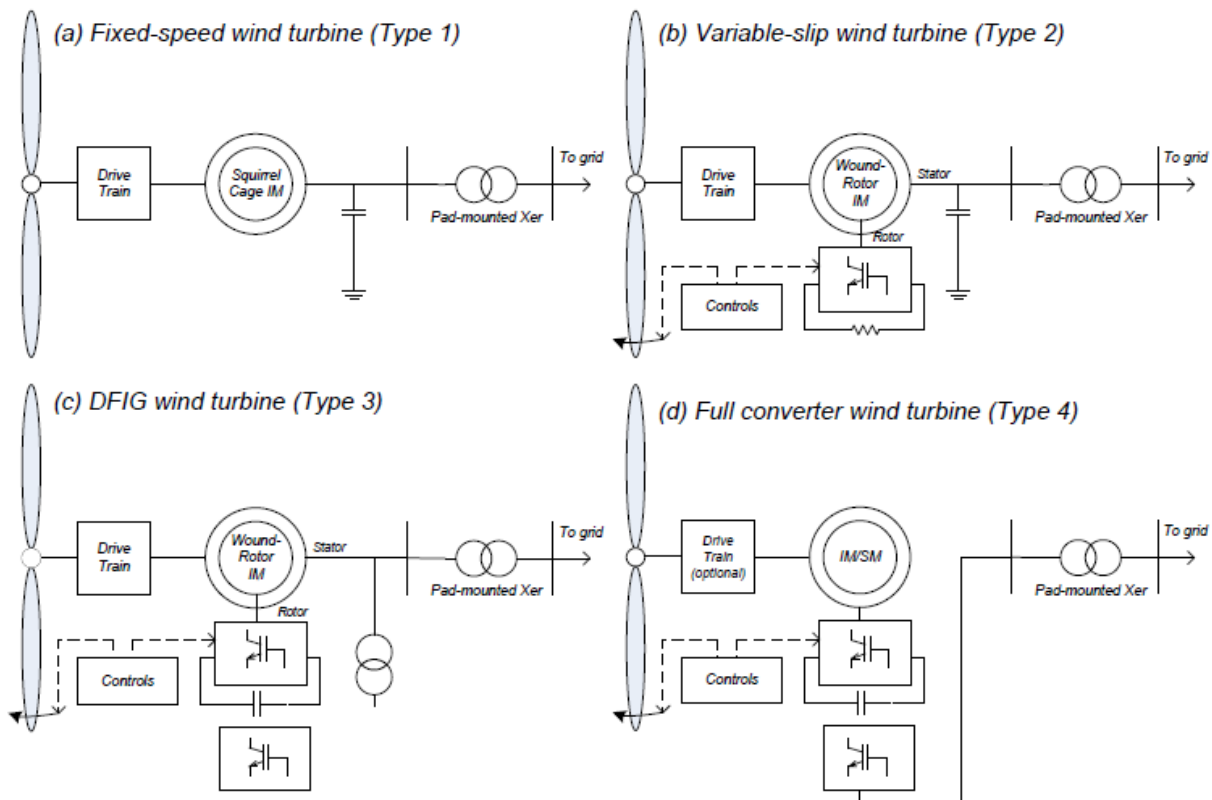 (a) Fixed-speed wind turbine (Type 1)
Drive
Train
Squirrel
Cage IM
To grid
Pad-mounted Xer
(b) Variable-slip wind turbine (Type 2)
Drive
Train
Wound-
Rotor
IM
Stator
To grid
Pad-mounted Xer
Rotor
Controls
(c) DFIG wind turbine (Type 3)
Drive
Train
Wound-
Rotor
IM
Stator
To grid
Pad-mounted Xer
Rotor
Controls
(d) Full converter wind turbine (Type 4)
Drive
Train
(optional)
IM/SM
To grid
Pad-mounted Xer
Controls